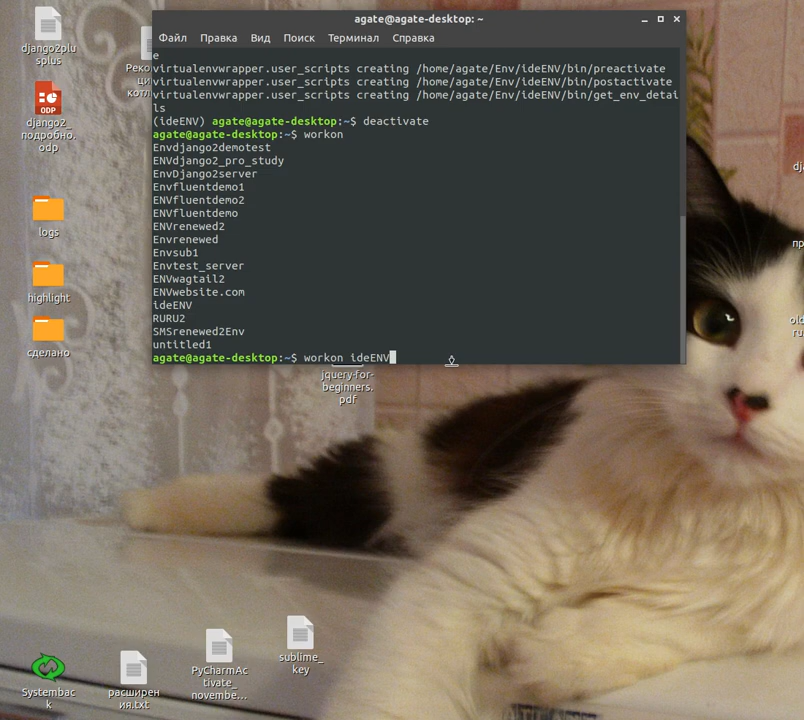 agate@agate-desktop: ~
Файл Правка Вид Поиск Терминал Справка
e
virtualenvwrapper.user_scripts creating /home/agate/Env/ideENV/bin/preactivate
virtualenvwrapper.user_scripts creating /home/agate/Env/ideENV/bin/postactivate
virtualenvwrapper.user_scripts creating /home/agate/Env/ideENV/bin/get_env_detai
ls
(ideENV) agate@agate-desktop:~$ deactivate
agate@agate-desktop:~$ workon
Envdjango2demotest
ENVdjango2_pro_study
EnvDjango2server
Envfluentdemo1
ENVfluentdemo2
ENVfluentdemo
ENVrenewed2
Envrenewed
Envsub1
Envtest_server
ENVwagtail2
ENVwebsite.com
ideENV
RURU2
SMSrenewed2Env
untitled1
agate@agate-desktop:~$ workon ideENV
django2plu
splus
ODP
django2
подробно.
odp
logs
highlight
сделано
jquery-for-
beginners.
pdf
Systembac
k
расширен
ия.txt
PyCharmAc
tivate_
novembe...
sublime_
key